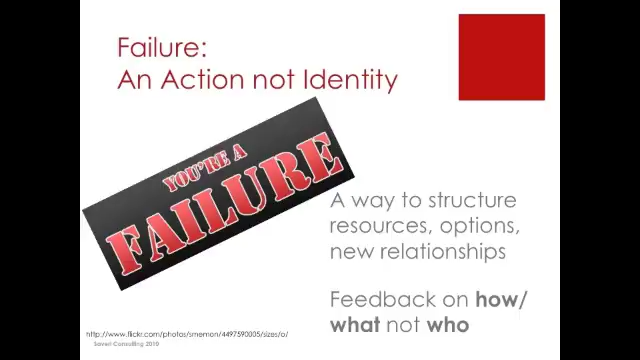 Failure:
An Action not Identity
YOU'RE A
FAILURE
A way to structure
resources, options,
new relationships
Feedback on how/
what not who
http://www.flickr.com/photos/smemon/4497590005/sizes/o/
Saveri Consulting 2010